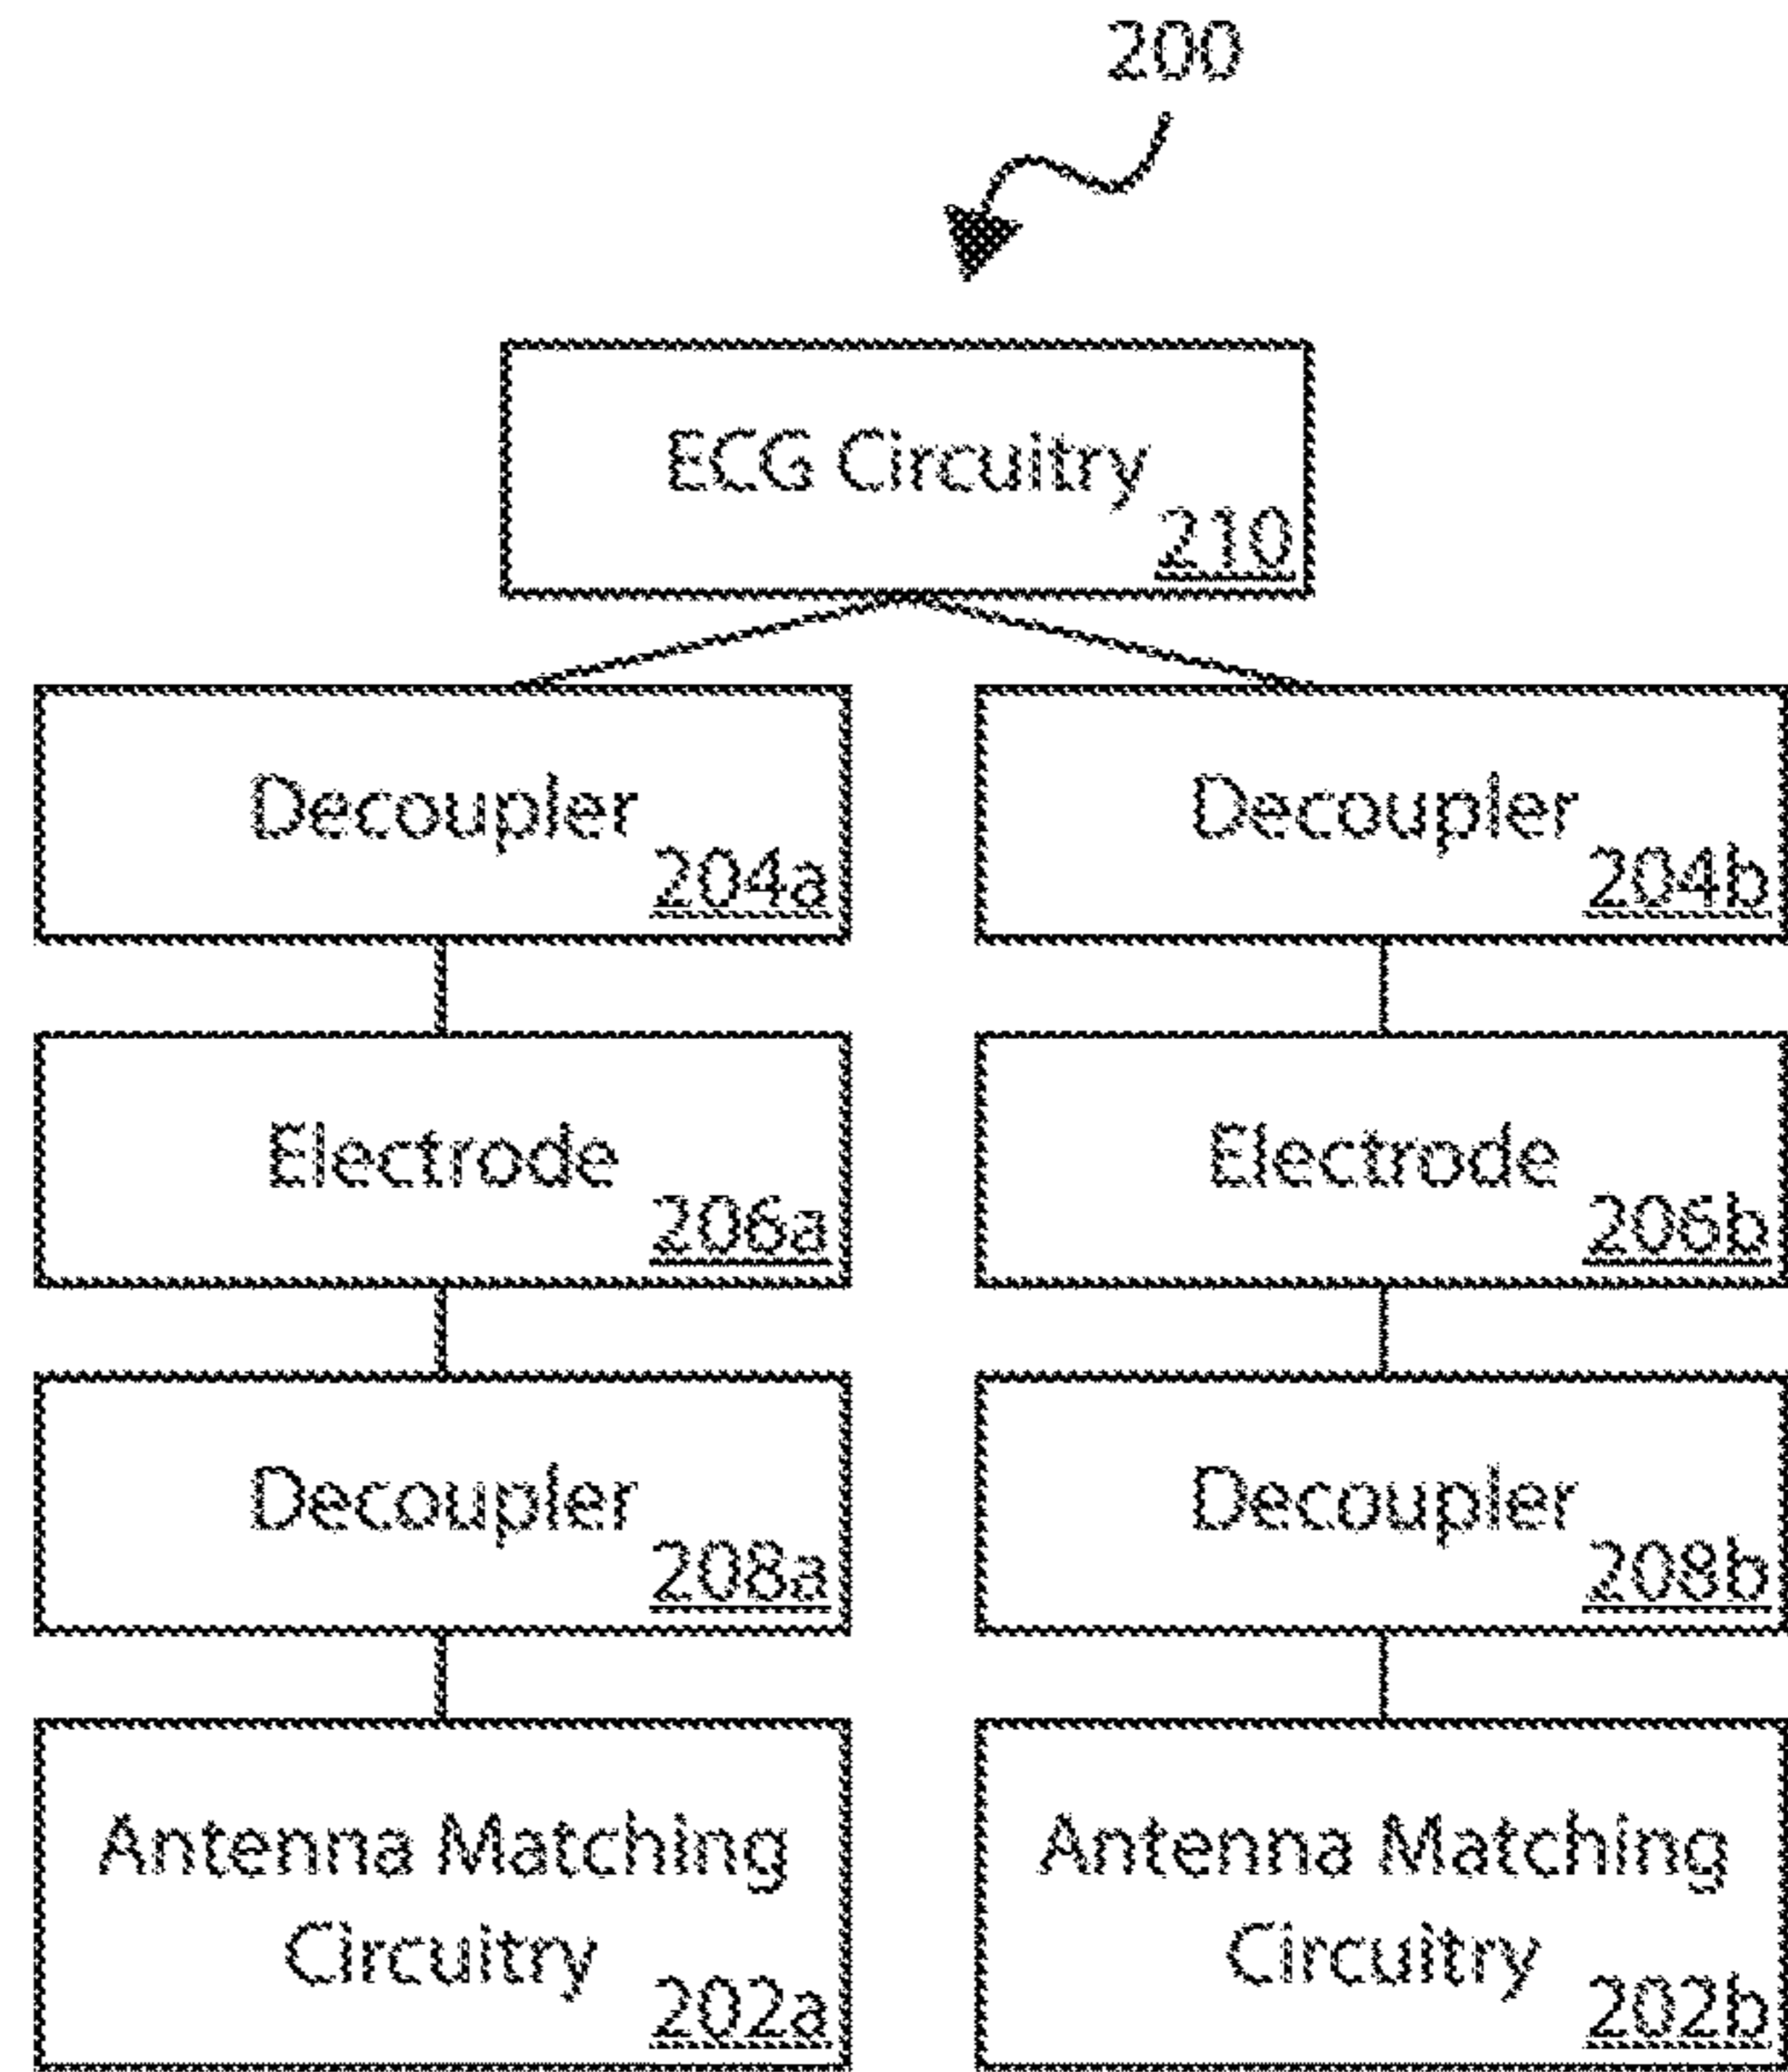 200
ECG Circuitry
210
Decoupler
204a
Decoupler
204b
Electrode
206a
Electrode
206b
Decoupler
208a
Decoupler
208b
Antenna Matching
Circuitry
202a
Antenna Matching
Circuitry
202b